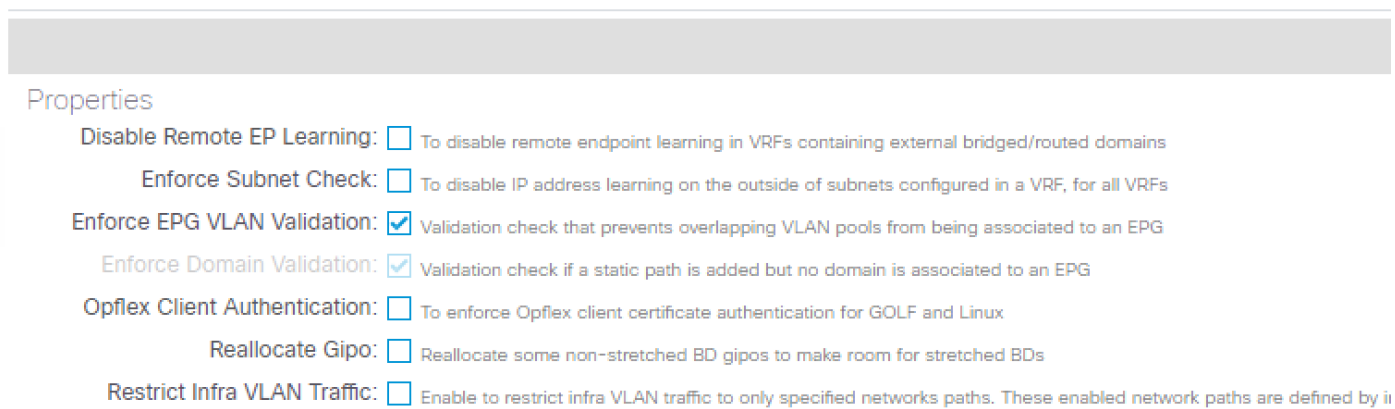 Properties
Disable Remote EP Learning: To disable remote endpoint learning in VRFs containing external bridged/routed domains
Enforce Subnet Check: To disable IP address learning on the outside of subnets configured in a VRF, for all VRFs
Enforce EPG VLAN Validation: Validation check that prevents overlapping VLAN pools from being associated to an EPG
Enforce Domain Validation: Validation check if a static path is added but no domain is associated to an EPG
Opflex Client Authentication: To enforce Opflex client certificate authentication for GOLF and Linux
Reallocate Gipo: Reallocate some non-stretched BD gipos to make room for stretched BDs
Restrict Infra VLAN Traffic: Enable to restrict infra VLAN traffic to only specified networks paths. These enabled network paths are defined by